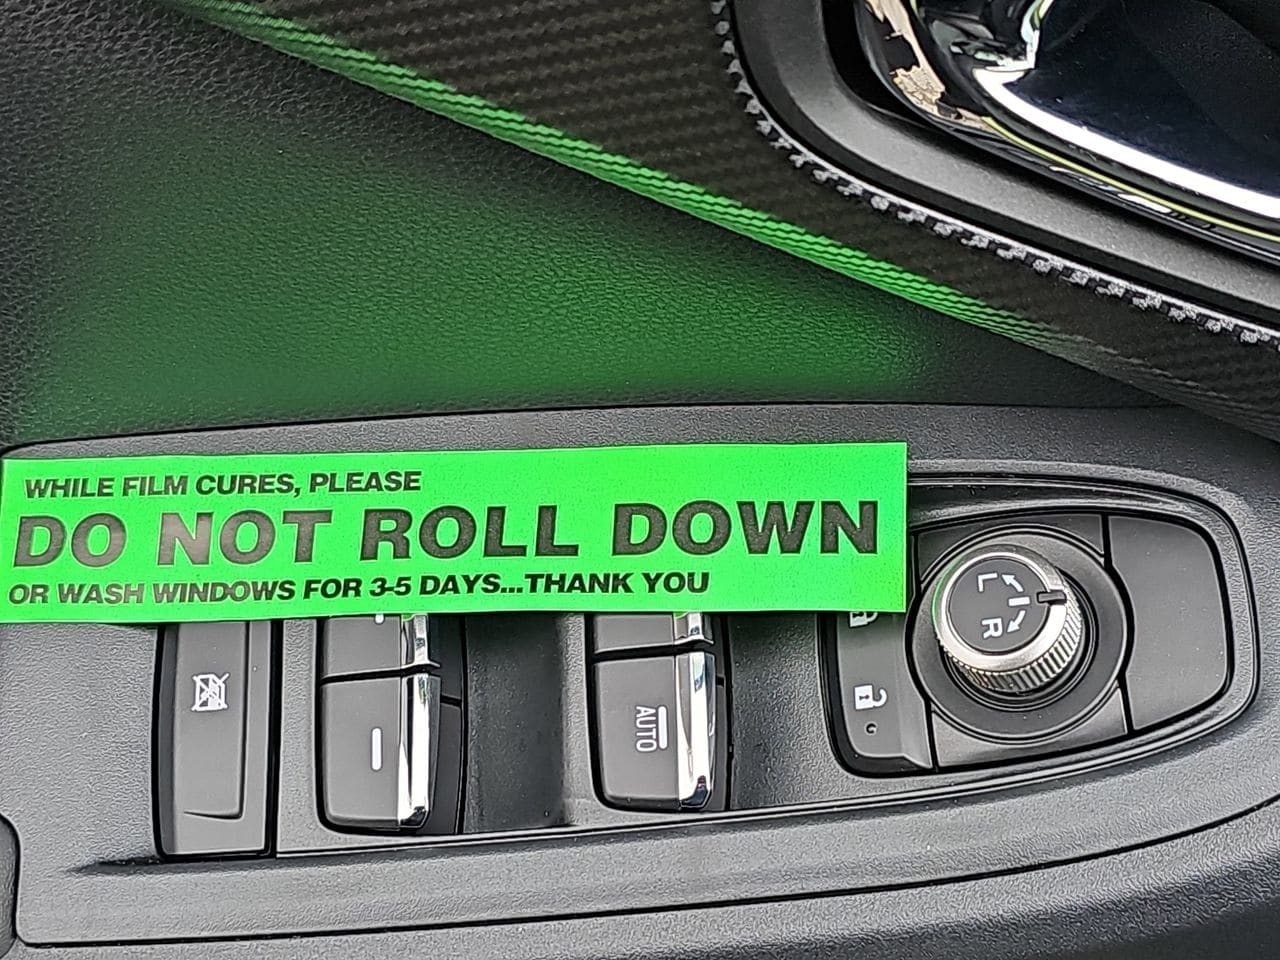 WHILE FILM CURES, PLEASE
DO NOT ROLL DOWN
OR WASH WINDOWS FOR 3-5 DAYS...THANK YOU
L
R
AUTO